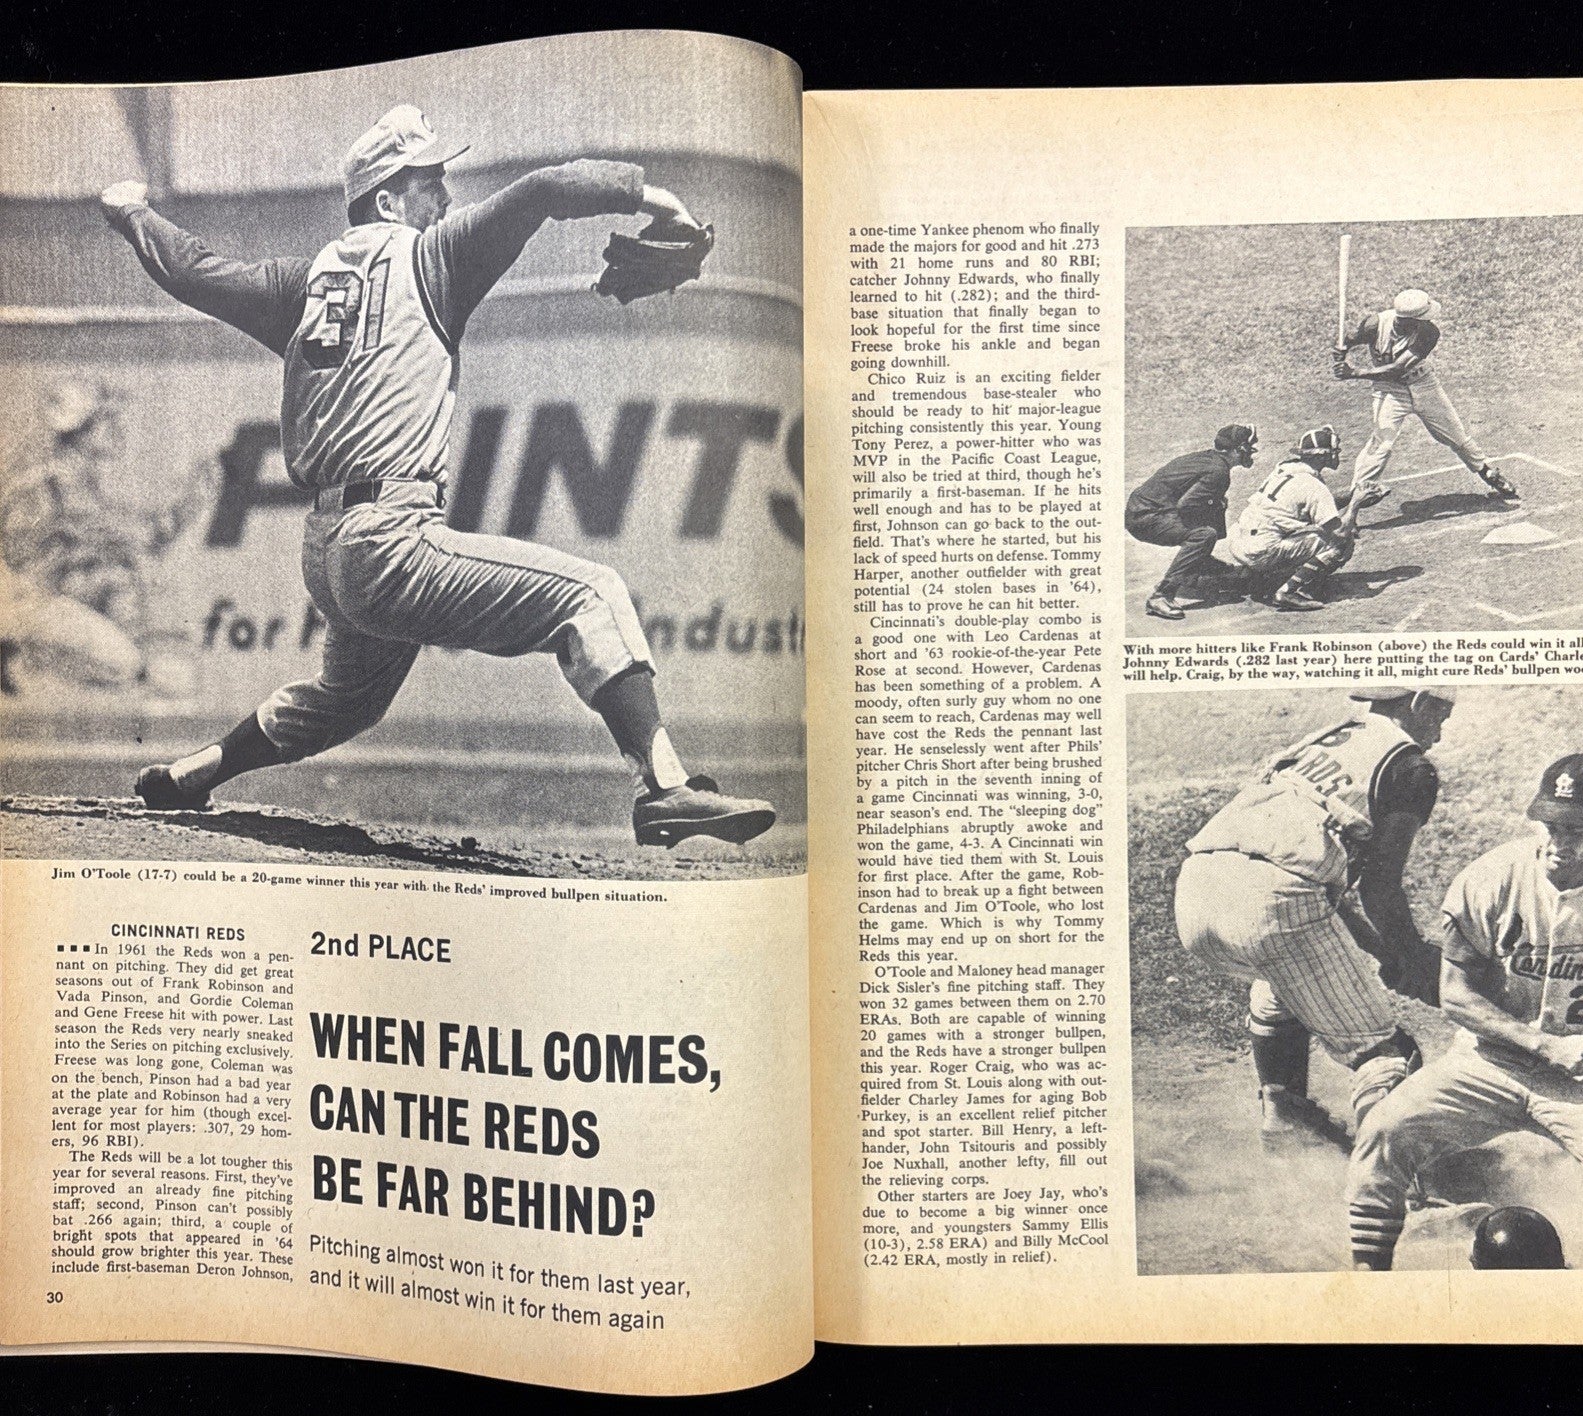 31
PAINTS
for h
ndust
Jim O'Toole (17-7) could be a 20-game winner this year with the Reds' improved bullpen situation.
CINCINNATI REDS
■ ■ ■ In 1961 the Reds won a pen-
nant on pitching. They did get great
seasons out of Frank Robinson and
Vada Pinson, and Gordie Coleman
and Gene Freese hit with power. Last
season the Reds very nearly sneaked
into the Series on pitching exclusively.
Freese was long gone, Coleman was
on the bench, Pinson had a bad year
at the plate and Robinson had a very
average year for him (though excel-
lent for most players: .307, 29 hom-
ers, 96 RBI).
The Reds will be a lot tougher this
year for several reasons. First, they've
improved an already fine pitching
staff; second, Pinson can't possibly
bat .266 again; third, a couple of
bright spots that appeared in '64
should grow brighter this year. These
include first-baseman Deron Johnson,
30
2nd PLACE
WHEN FALL COMES,
CAN THE REDS
BE FAR BEHIND?
Pitching almost won it for them last year,
and it will almost win it for them again
a one-time Yankee phenom who finally
made the majors for good and hit .273
with 21 home runs and 80 RBI;
catcher Johnny Edwards, who finally
learned to hit (.282); and the third-
base situation that finally began to
look hopeful for the first time since
Freese broke his ankle and began
going downhill.
Chico Ruiz is an exciting fielder
and tremendous base-stealer who
should be ready to hit major-league
pitching consistently this year. Young
Tony Perez, a power-hitter who was
MVP in the Pacific Coast League,
will also be tried at third, though he's
primarily a first-baseman. If he hits
well enough and has to be played at
first, Johnson can go back to the out-
field. That's where he started, but his
lack of speed hurts on defense. Tommy
Harper, another outfielder with great
potential (24 stolen bases in '64),
still has to prove he can hit better.
Cincinnati's double-play combo is
a good one with Leo Cardenas at
short and '63 rookie-of-the-year Pete
Rose at second. However, Cardenas
has been something of a problem. A
moody, often surly guy whom no one
can seem to reach, Cardenas may well
have cost the Reds the pennant last
year. He senselessly went after Phils'
pitcher Chris Short after being brushed
by a pitch in the seventh inning of
a game Cincinnati was winning, 3-0,
near season's end. The "sleeping dog"
Philadelphians abruptly awoke and
won the game, 4-3. A Cincinnati win
would have tied them with St. Louis
for first place. After the game, Rob-
inson had to break up a fight between
Cardenas and Jim O'Toole, who lost
the game. Which is why Tommy
Helms may end up on short for the
Reds this year.
O'Toole and Maloney head manager
Dick Sisler's fine pitching staff. They
won 32 games between them on 2.70
ERAs. Both are capable of winning
20 games with a stronger bullpen,
and the Reds have a stronger bullpen
this year. Roger Craig, who was ac-
quired from St. Louis along with out-
fielder Charley James for aging Bob
Purkey, is an excellent relief pitcher
and spot starter. Bill Henry, a left-
hander, John Tsitouris and possibly
Joe Nuxhall, another lefty, fill out
the relieving corps.
Other starters are Joey Jay, who's
due to become a big winner once
more, and youngsters Sammy Ellis
(10-3), 2.58 ERA) and Billy McCool
(2.42 ERA, mostly in relief).
With more hitters like Frank Robinson (above) the Reds could win it all
Johnny Edwards (.282 last year) here putting the tag on Cards' Charle
will help. Craig, by the way, watching it all, might cure Reds' bullpen wo